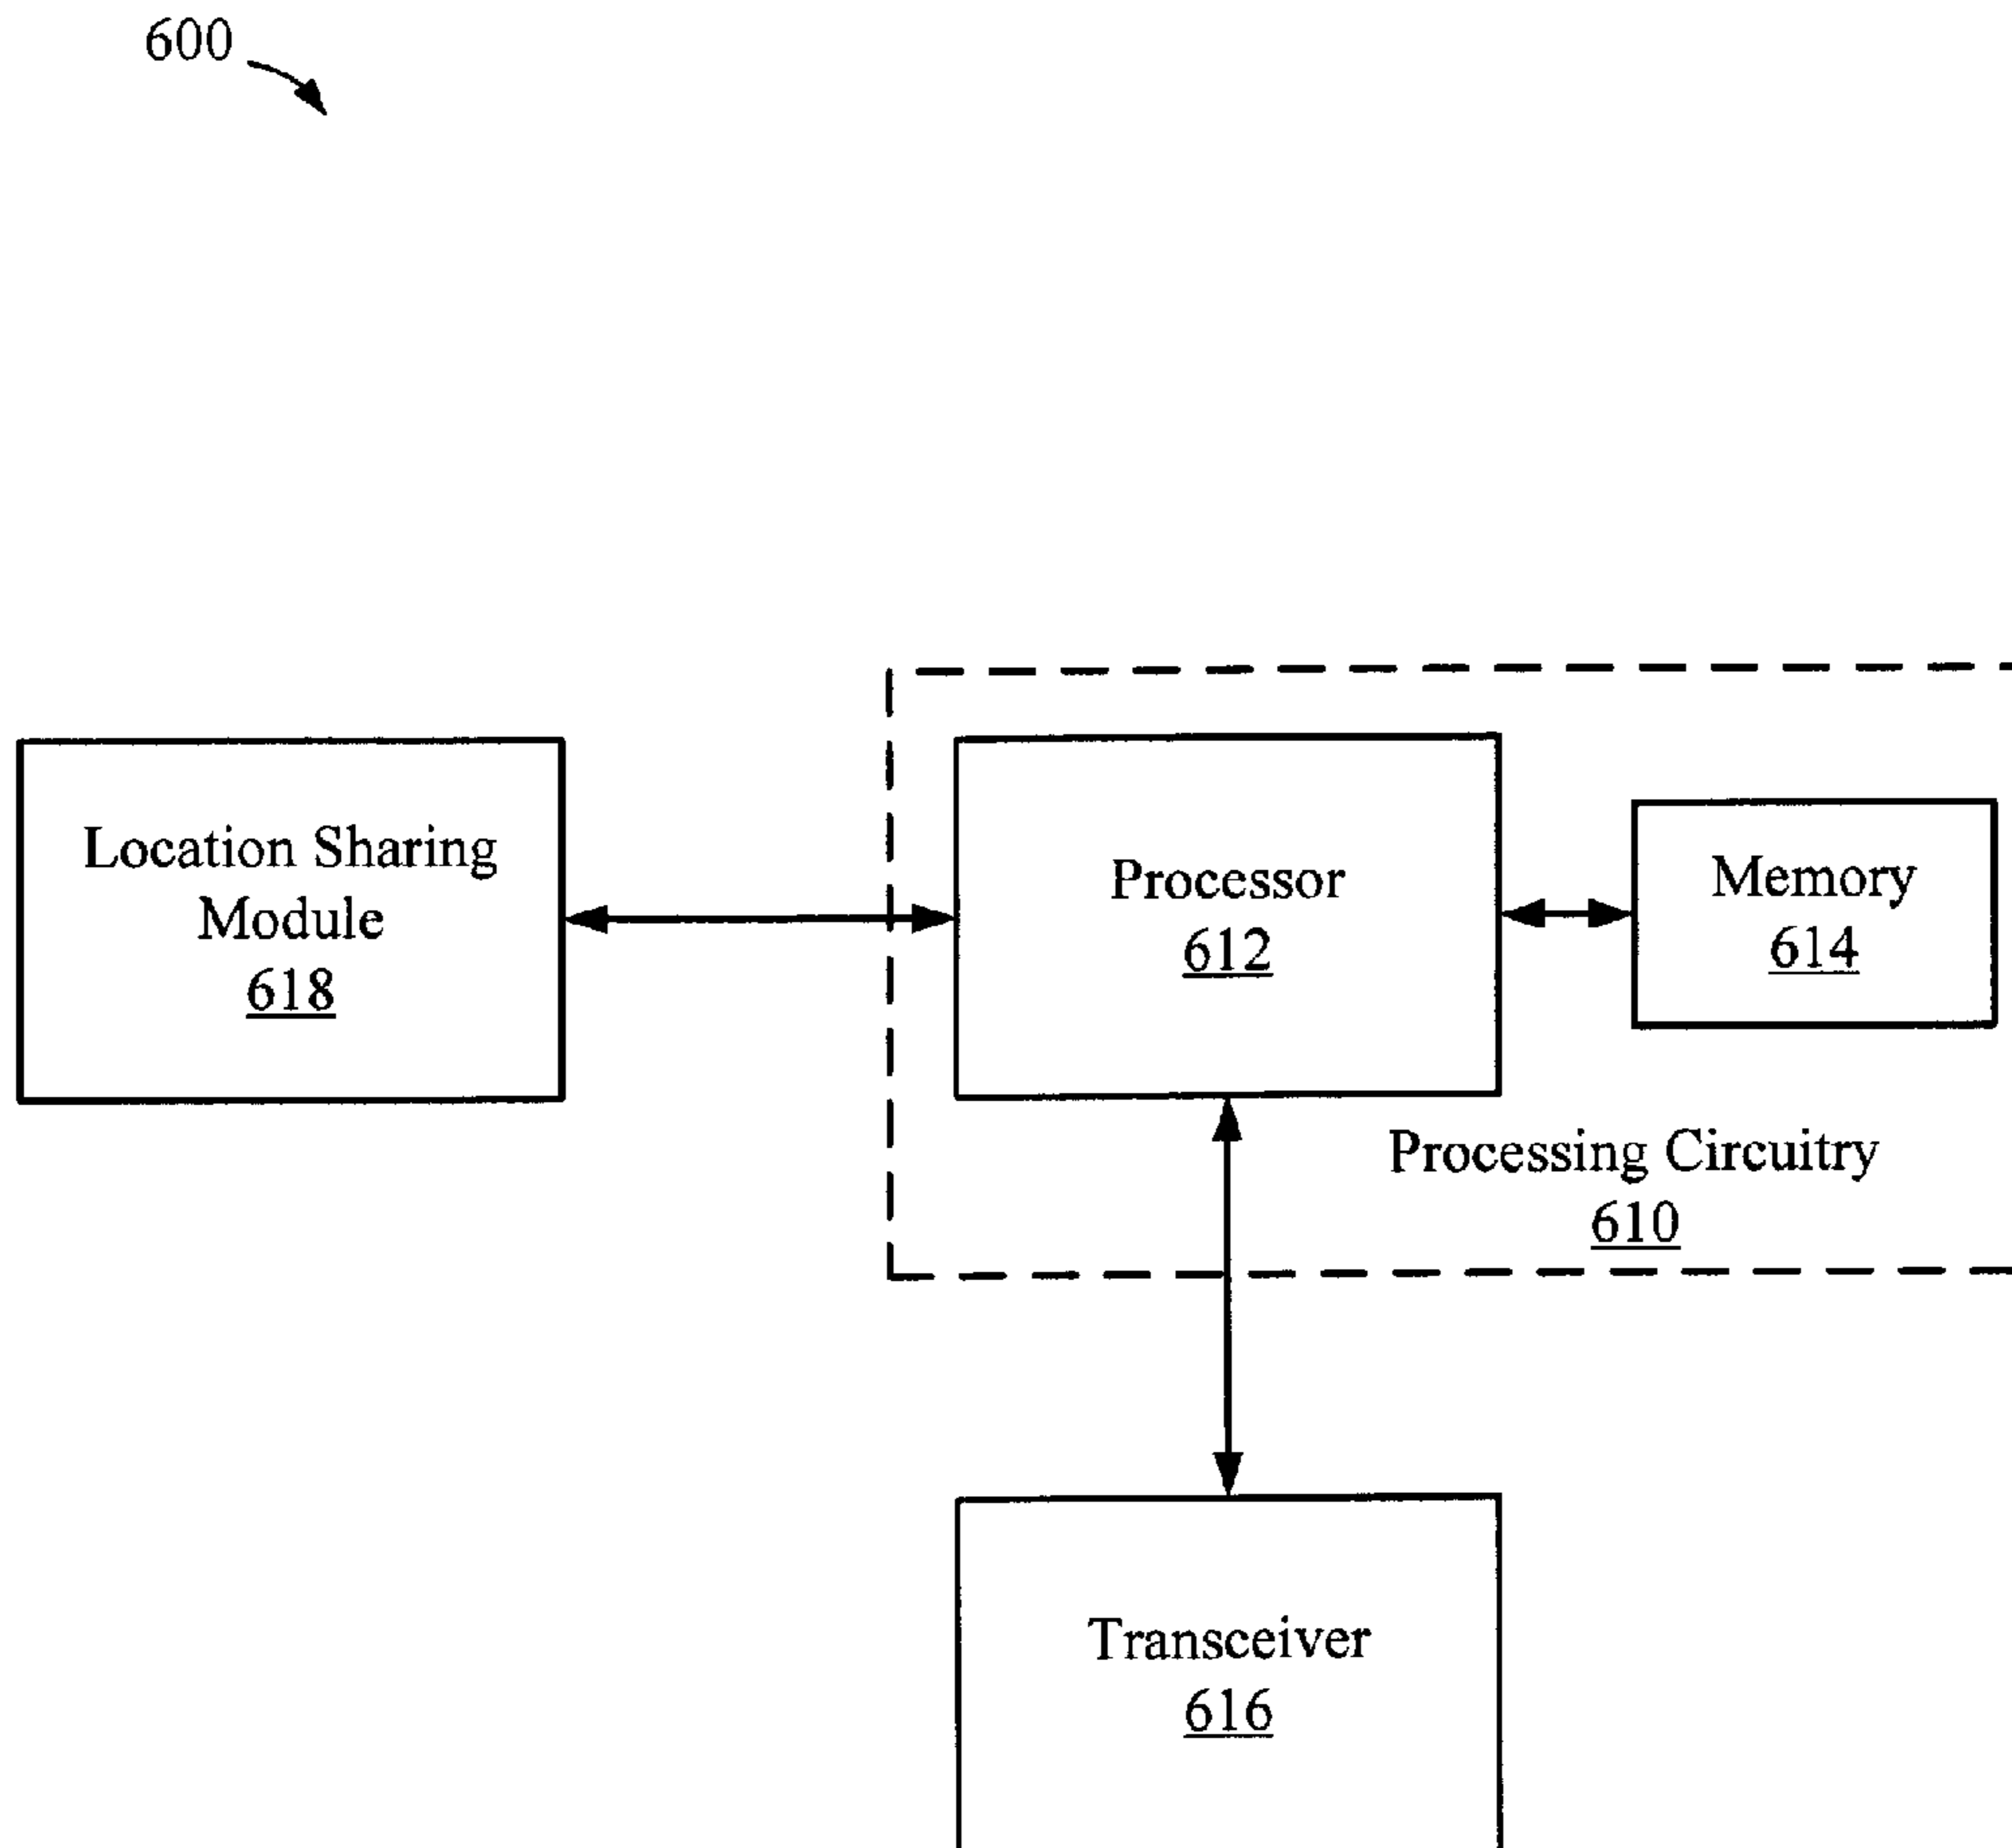 600
Location Sharing
Module
618
Processor
612
Memory
614
Processing Circuitry
610
Transceiver
616